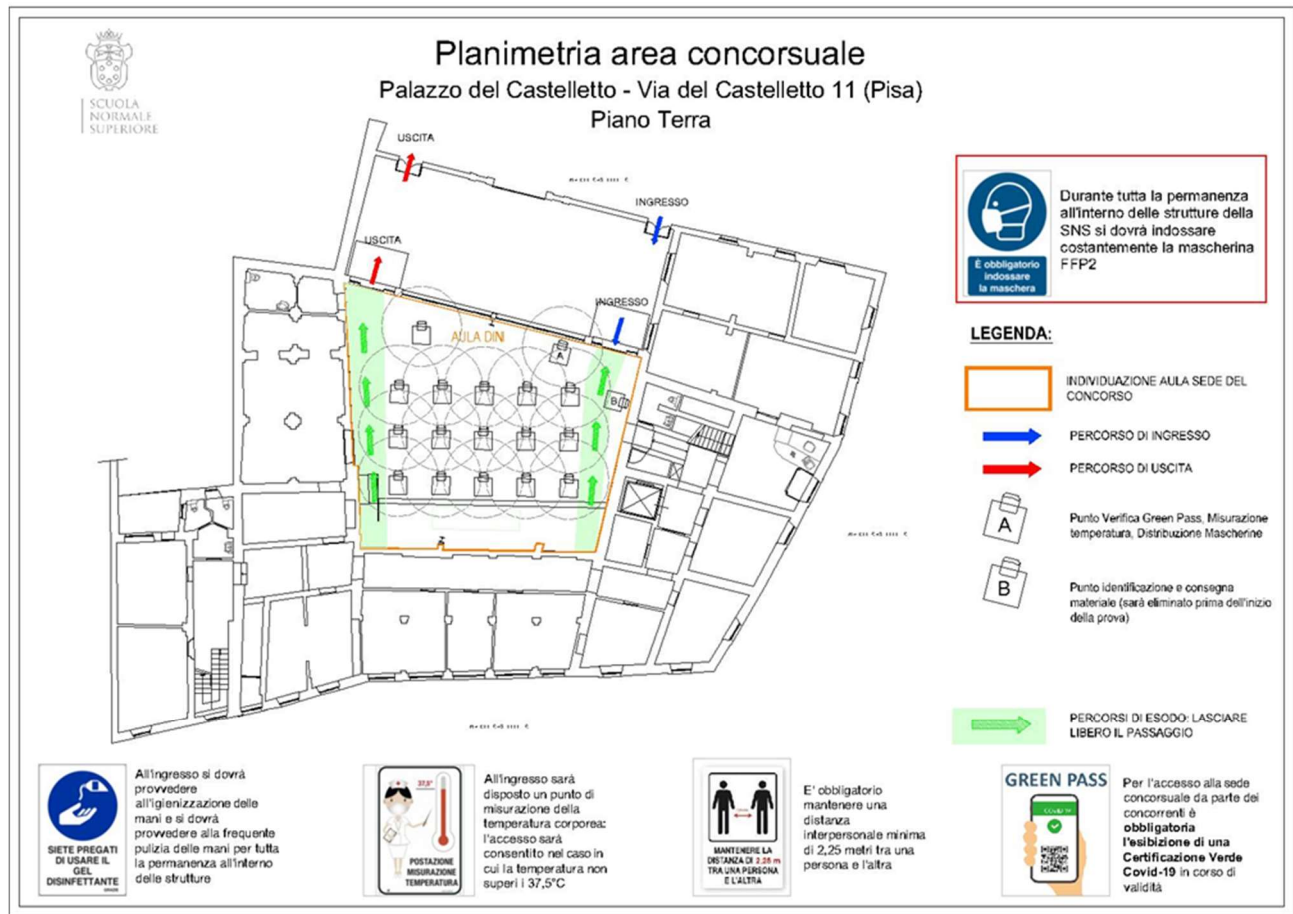 SCUOLA
NORMALE
SUPERIORE
Planimetria area concorsuale
Palazzo del Castelletto - Via del Castelletto 11 (Pisa)
Piano Terra
USCITA
INGRESSO
USCITA
INGRESSO
AULA DINI
A
B
È obbligatorio
indossare
la maschera
Durante tutta la permanenza
all'interno delle strutture della
SNS si dovrà indossare
costantemente la mascherina
FFP2
LEGENDA:
INDIVIDUAZIONE AULA SEDE DEL
CONCORSO
PERCORSO DI INGRESSO
PERCORSO DI USCITA
A
Punto Verifica Green Pass, Misurazione
temperatura, Distribuzione Mascherine
B
Punto identificazione e consegna
materiale (sarà eliminato prima dell'inizio
della prova)
PERCORSI DI ESODO: LASCIARE
LIBERO IL PASSAGGIO
SIETE PREGATI
DI USARE IL
GEL
DISINFETTANTE
All'ingresso si dovrà
provvedere
all'igienizzazione delle
mani e si dovrà
provvedere alla frequente
pulizia delle mani per tutta
la permanenza all'interno
delle strutture
37,5°
POSTAZIONE
MISURAZIONE
TEMPERATURA
All'ingresso sarà
disposto un punto di
misurazione della
temperatura corporea:
l'accesso sarà
consentito nel caso in
cui la temperatura non
superi i 37,5°C
MANTENERE LA
DISTANZA DI 2,25 m
TRA UNA PERSONA
E L'ALTRA
E' obbligatorio
mantenere una
distanza
interpersonale minima
di 2,25 metri tra una
persona e l'altra
GREEN PASS
COVID-19
Per l'accesso alla sede
concorsuale da parte dei
concorrenti è
obbligatoria
l'esibizione di una
Certificazione Verde
Covid-19 in corso di
validità